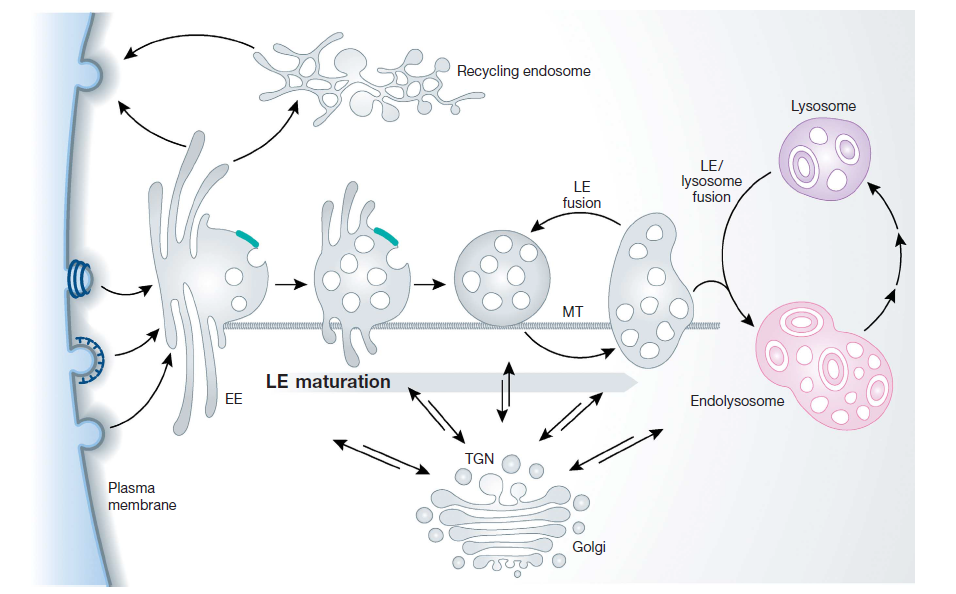 Recycling endosome
Lysosome
LE/
lysosome
fusion
LE
fusion
MT
LE maturation
EE
Endolysosome
TGN
Plasma
membrane
Golgi